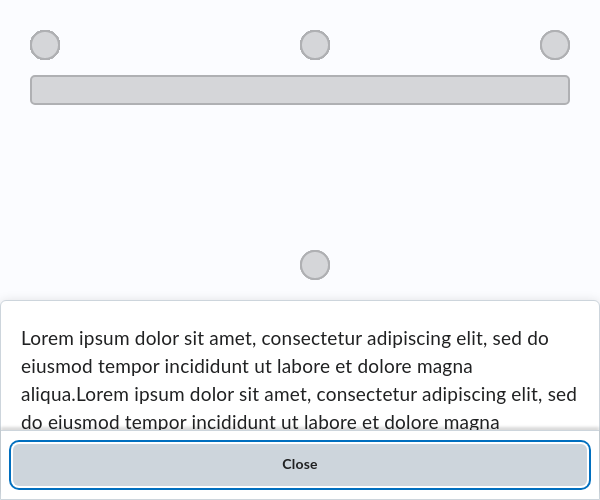 Lorem ipsum dolor sit amet, consectetur adipiscing elit, sed do
eiusmod tempor incididunt ut labore et dolore magna
aliqua.Lorem ipsum dolor sit amet, consectetur adipiscing elit, sed
do eiusmod tempor incididunt ut labore et dolore magna
Close